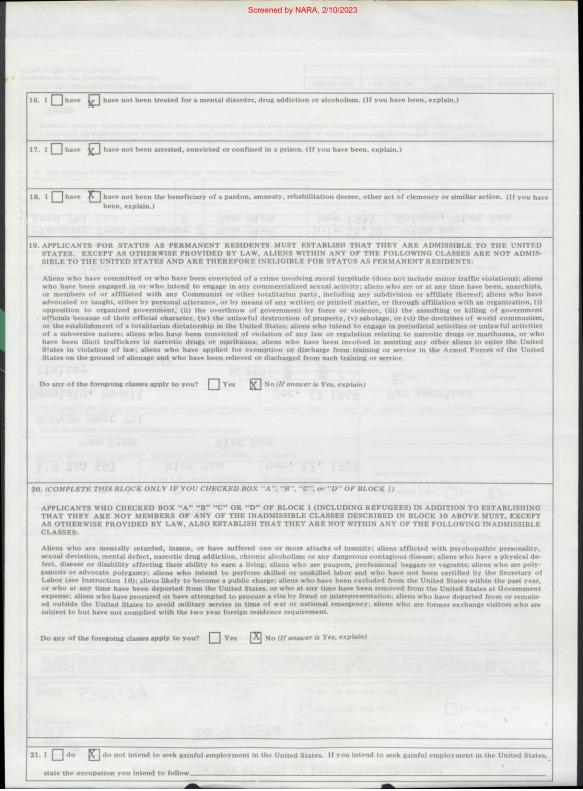 Screened by NARA, 2/10/2023
16. I have X have not been treated for a mental disorder, drug addiction or alcoholism. (If you have been, explain.)
17. I have X have not been arrested, convicted or confined in a prison. (If you have been, explain.)
18. I have X have not been the beneficiary of a pardon, amnesty, rehabilitation decree, other act of clemency or similiar action. (If you have
been, explain.)
19. APPLICANTS FOR STATUS AS PERMANENT RESIDENTS MUST ESTABLISH THAT THEY ARE ADMISSIBLE TO THE UNITED
STATES. EXCEPT AS OTHERWISE PROVIDED BY LAW, ALIENS WITHIN ANY OF THE FOLLOWING CLASSES ARE NOT ADMIS-
SIBLE TO THE UNITED STATES AND ARE THEREFORE INELIGIBLE FOR STATUS AS PERMANENT RESIDENTS:
Aliens who have committed or who have been convicted of a crime involving moral turpitude (does not include minor traffic violations); aliens
who have been engaged in or who intend to engage in any commercialized sexual activity; aliens who are or at any time have been, anarchists,
or members of or affiliated with any Communist or other totalitarian party, including any subdivision or affiliate thereof; aliens who have
advocated or taught, either by personal utterance, or by means of any written or printed matter, or through affiliation with an organization, (i)
opposition to organized government, (ii) the overthrow of government by force or violence, (iii) the assaulting or killing of government
officials because of their official character, (iv) the unlawful destruction of property, (v) sabotage, or (vi) the doctrines of world communism,
or the establishment of a totalitarian dictatorship in the United States; aliens who intend to engage in prejudicial activities or unlawful activities
of a subversive nature; aliens who have been convicted of violation of any law or regulation relating to narcotic drugs or marihuana, or who
have been illicit traffickers in narcotic drugs or marihuana; aliens who have been involved in assisting any other aliens to enter the United
States in violation of law; aliens who have applied for exemption or discharge from training or service in the Armed Forces of the United
States on the ground of alienage and who have been relieved or discharged from such training or service.
Do any of the foregoing classes apply to you? Yes X No (If answer is Yes, explain)
20. (COMPLETE THIS BLOCK ONLY IF YOU CHECKED BOX "A", "B", "C", or "D" OF BLOCK 1)
APPLICANTS WHO CHECKED BOX "A" "B" "C" OR "D" OF BLOCK 1 (INCLUDING REFUGEES) IN ADDITION TO ESTABLISHING
THAT THEY ARE NOT MEMBERS OF ANY OF THE INADMISSIBLE CLASSES DESCRIBED IN BLOCK 19 ABOVE MUST, EXCEPT
AS OTHERWISE PROVIDED BY LAW, ALSO ESTABLISH THAT THEY ARE NOT WITHIN ANY OF THE FOLLOWING INADMISSIBLE
CLASSES:
Aliens who are mentally retarded, insane, or have suffered one or more attacks of insanity; aliens afflicted with psychopathic personality,
sexual deviation, mental defect, narcotic drug addiction, chronic alcoholism or any dangerous contagious disease; aliens who have a physical de-
fect, disease or disability affecting their ability to earn a living; aliens who are paupers, professional beggars or vagrants; aliens who are poly-
gamists or advocate polygamy; aliens who intend to perform skilled or unskilled labor and who have not been certified by the Secretary of
Labor (see Instruction 10); aliens likely to become a public charge; aliens who have been excluded from the United States within the past year,
or who at any time have been deported from the United States, or who at any time have been removed from the United States at Government
expense; aliens who have procured or have attempted to procure a visa by fraud or misrepresentation; aliens who have departed from or remain-
ed outside the United States to avoid military service in time of war or national emergency; aliens who are former exchange visitors who are
subject to but have not complied with the two year foreign residence requirement.
Do any of the foregoing classes apply to you? Yes X No (If answer is Yes, explain)
21. I do X do not intend to seek gainful employment in the United States. If you intend to seek gainful employment in the United States,
state the occupation you intend to follow